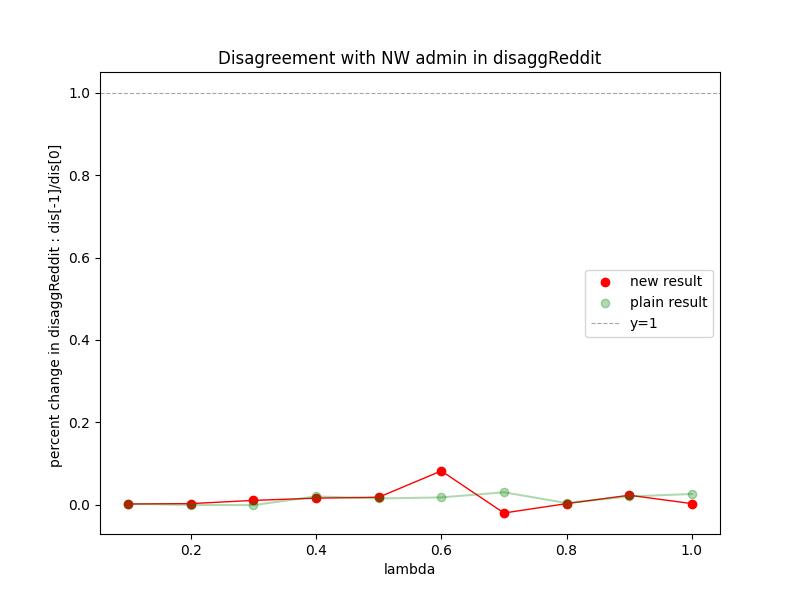 Disagreement with NW admin in disaggReddit
percent change in disaggReddit : dis[-1]/dis[0]
1.0
0.8
0.6
0.4
0.2
0.0
new result
plain result
y=1
0.2 0.4 0.6 0.8 1.0
lambda